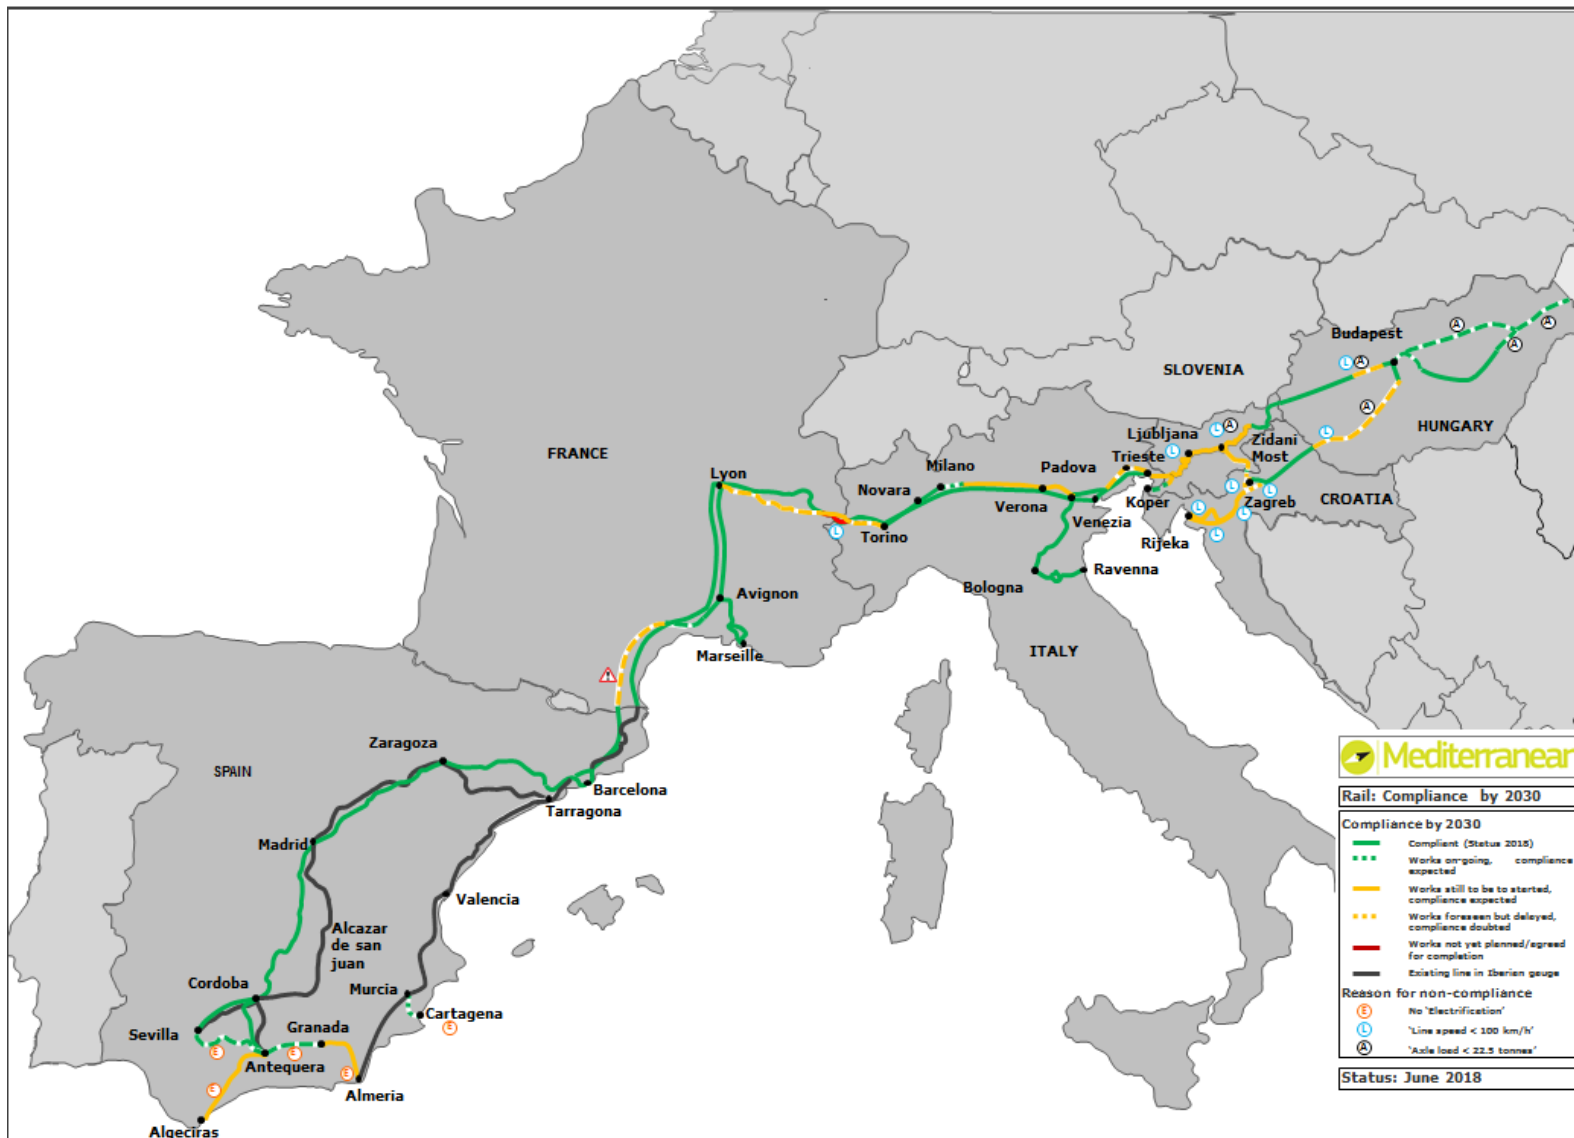 Budapest
L A
A
A
A
A
SLOVENIA
HUNGARY
L
L A
Ljubljana
L
Zidani
Most
FRANCE
Trieste
Milano
Padova
Lyon
Novara
Koper
L
L
Zagreb
CROATIA
Verona
Venezia
L
L
L
Torino
L
Rijeka
Ravenna
Bologna
Avignon
Marseille
ITALY
!
Zaragoza
SPAIN
Barcelona
Tarragona
Madrid
Valencia
Alcazar
de san
juan
Cordoba
Murcia
Cartagena
E
Sevilla
Granada
E
E
Antequera
E
E
Almeria
Algeciras
Mediterranean
Rail: Compliance by 2030
Compliance by 2030
Compliant (Status 2018)
Works on-going, compliance
expected
Works still to be to started,
compliance expected
Works foreseen but delayed,
compliance doubted
Works not yet planned/agreed
for completion
Existing line in Iberian gauge
Reason for non-compliance
E No 'Electrification'
L 'Line speed < 100 km/h'
A 'Axle load < 22.5 tonnes'
Status: June 2018